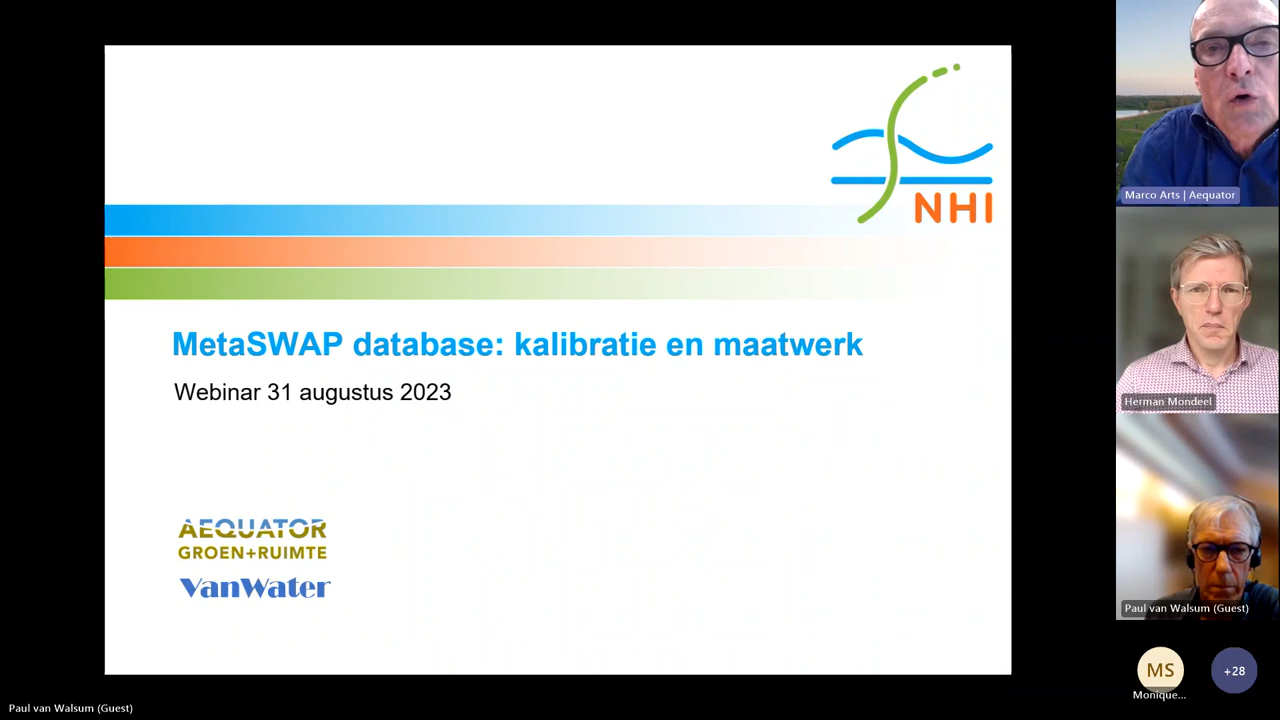 NHI
MetaSWAP database: kalibratie en maatwerk
Webinar 31 augustus 2023
AEQUATOR
GROEN+RUIMTE
VanWater
Marco Arts | Aequator
Herman Mondeel
Paul van Walsum (Guest)
MS
+28
Monique...
Paul van Walsum (Guest)